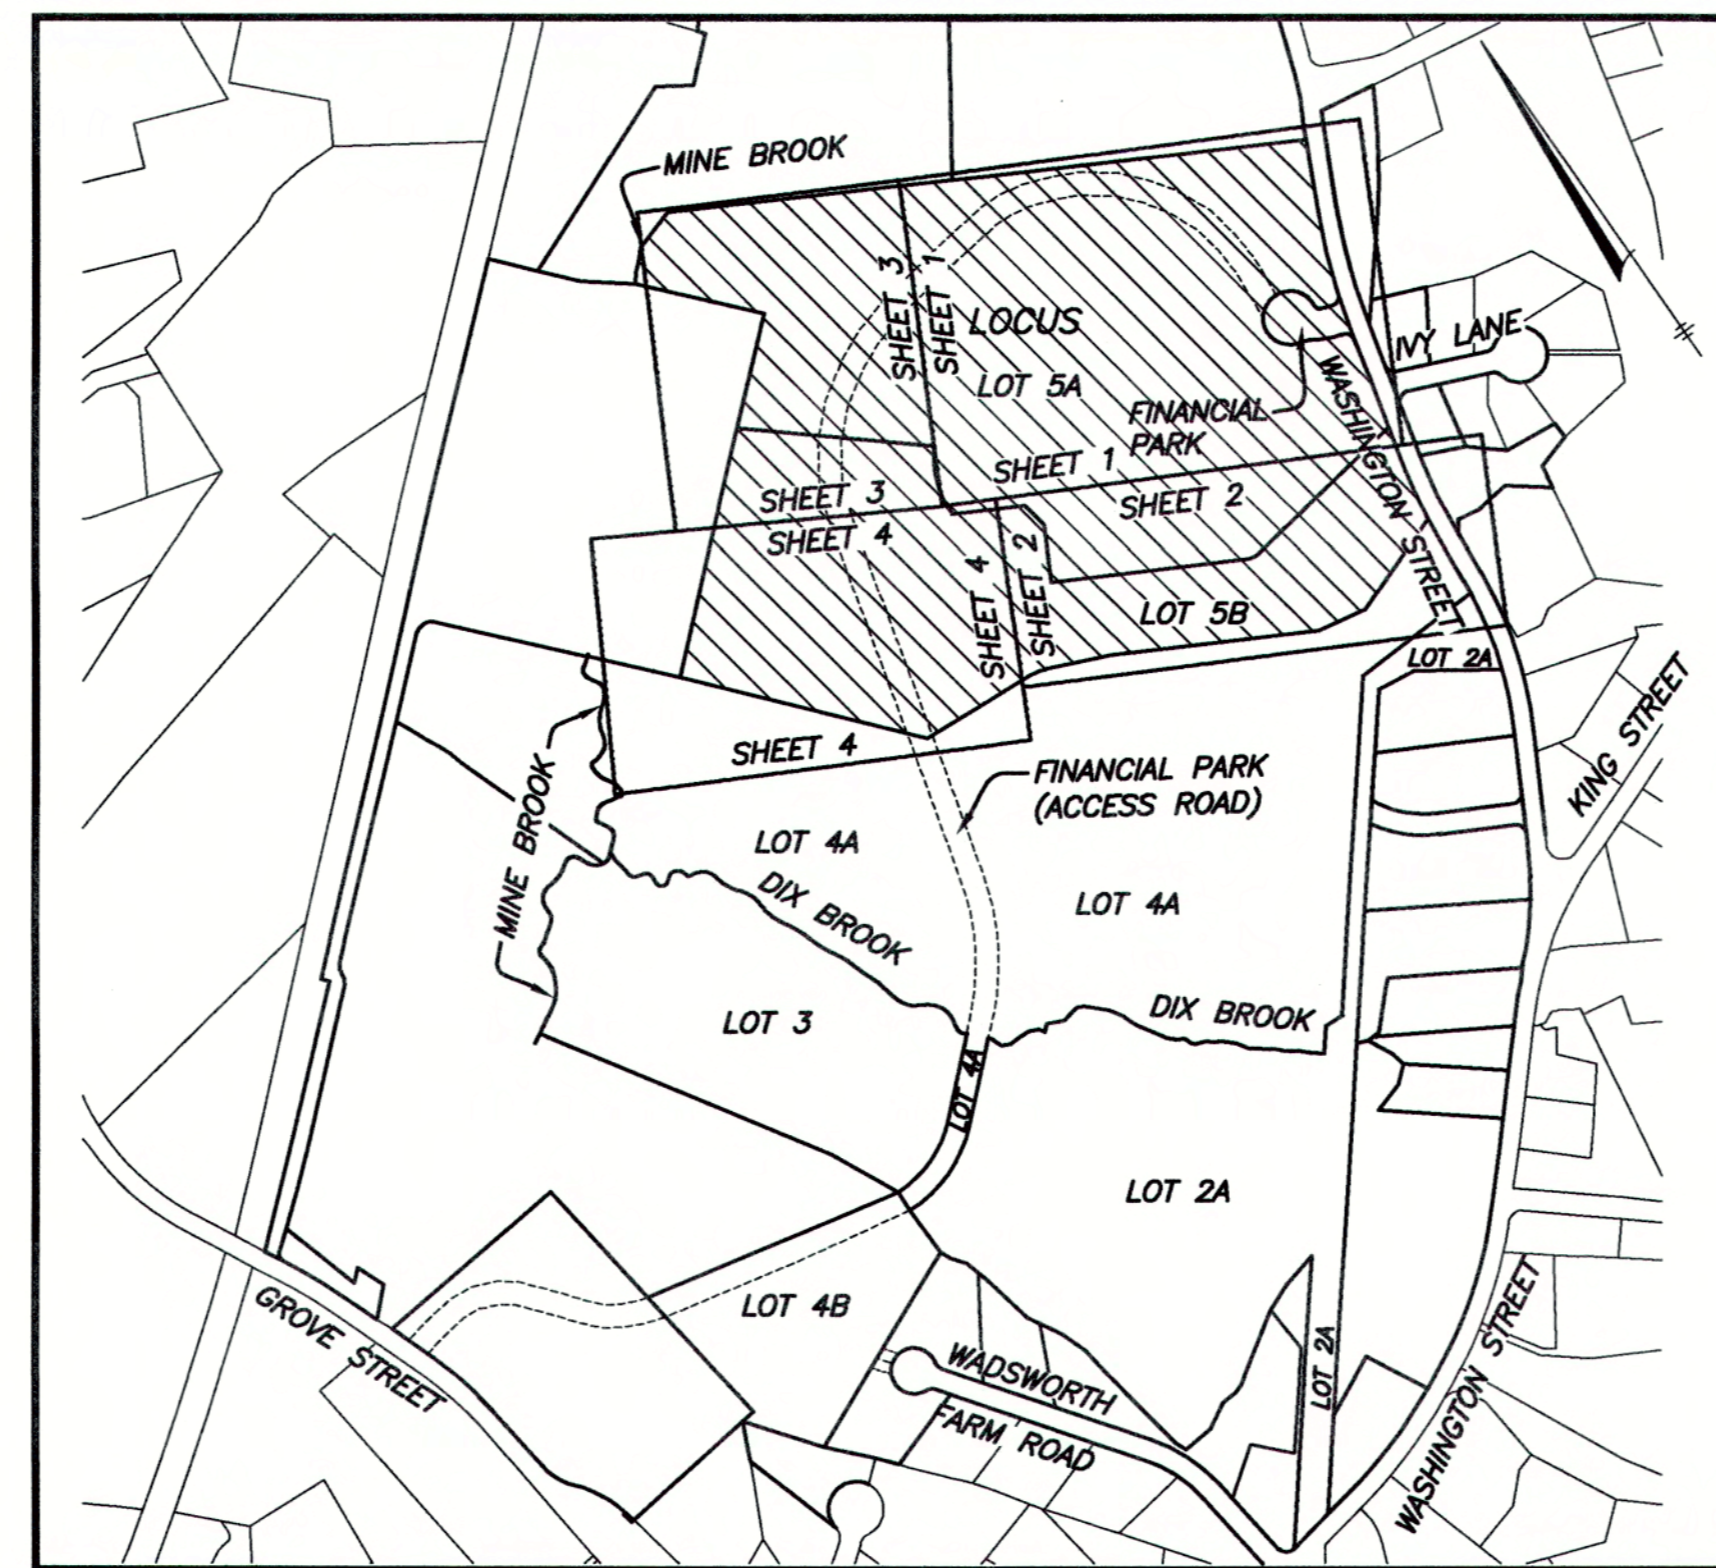 MINE BROOK
SHEET 3
SHEET 1
LOCUS
LOT 5A
IVY LANE
FINANCIAL
PARK
WASHINGTON STREET
SHEET 1
SHEET 2
SHEET 3
SHEET 4
SHEET 4
SHEET 2
LOT 5B
LOT 2A
KING STREET
SHEET 4
MINE BROOK
FINANCIAL PARK
(ACCESS ROAD)
LOT 4A
DIX BROOK
LOT 4A
LOT 3
DIX BROOK
LOT 4A
LOT 2A
GROVE STREET
LOT 4B
WADSWORTH
FARM ROAD
LOT 2A
WASHINGTON STREET